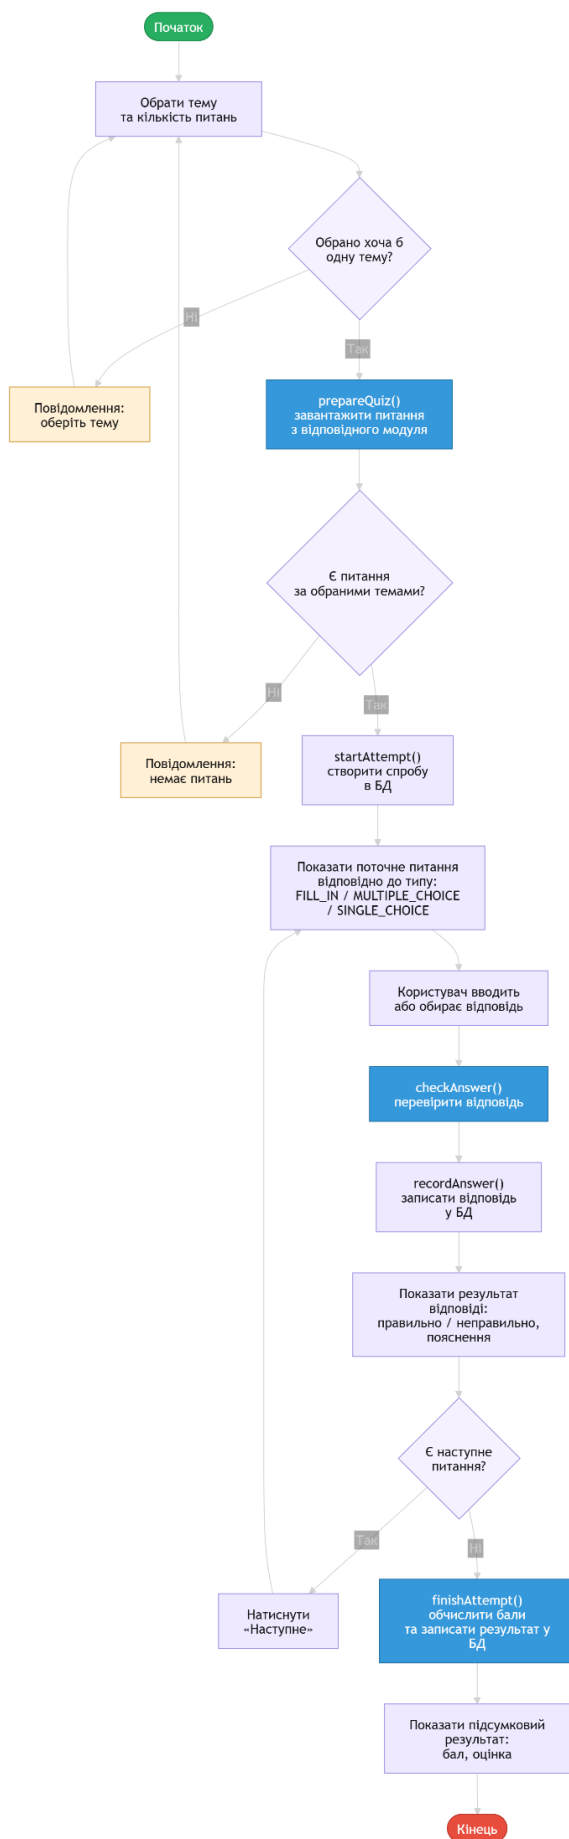 Початок
Обрати тему
та кількість питань
Обрано хоча б
одну тему?
Ні
Так
Повідомлення:
оберіть тему
prepareQuiz()
завантажити питання
з відповідного модуля
Є питання
за обраними темами?
Ні
Так
Повідомлення:
немає питань
startAttempt()
створити спробу
в БД
Показати поточне питання
відповідно до типу:
FILL_IN / MULTIPLE_CHOICE
/ SINGLE_CHOICE
Користувач вводить
або обирає відповідь
checkAnswer()
перевірити відповідь
recordAnswer()
записати відповідь
у БД
Показати результат
відповіді:
правильно / неправильно,
пояснення
Є наступне
питання?
Так
Ні
Натиснути
«Наступне»
finishAttempt()
обчислити бали
та записати результат у
БД
Показати підсумковий
результат:
бал, оцінка
Кінець